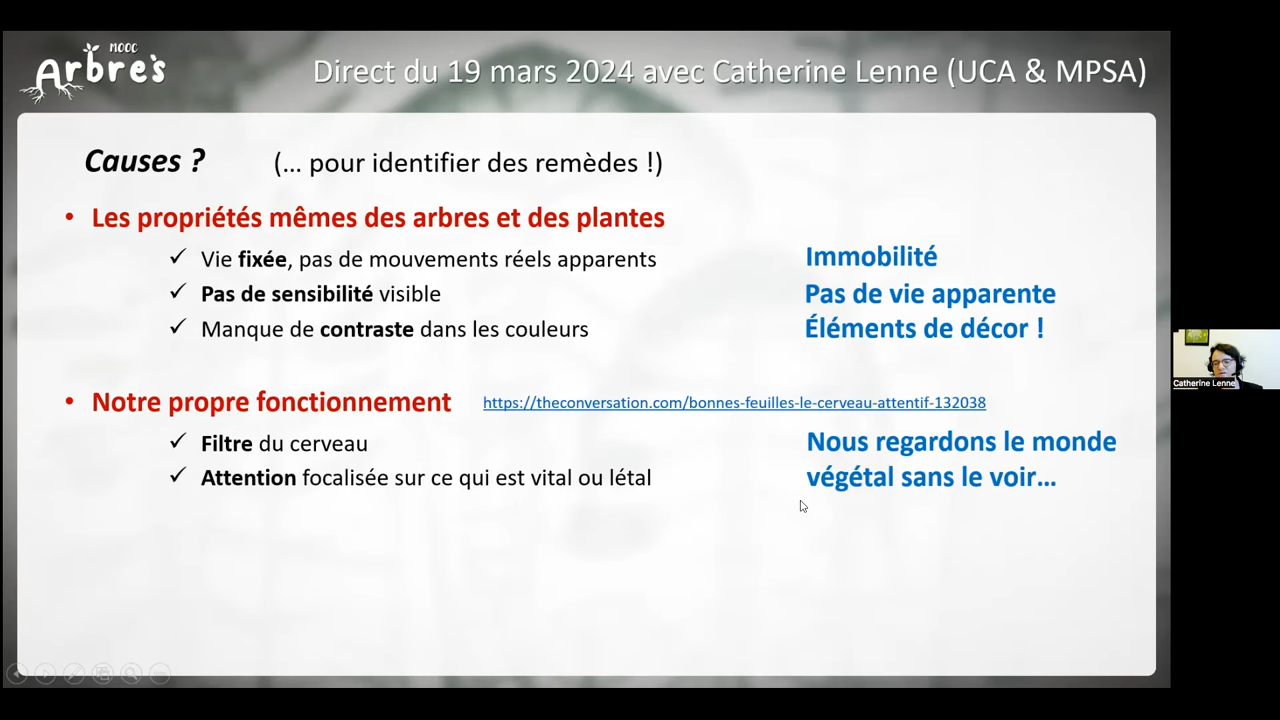 MOOC
Arbres
Direct du 19 mars 2024 avec Catherine Lenne (UCA & MPSA)
Causes ? (… pour identifier des remèdes !)
• Les propriétés mêmes des arbres et des plantes
✓ Vie fixée, pas de mouvements réels apparents Immobilité
✓ Pas de sensibilité visible Pas de vie apparente
✓ Manque de contraste dans les couleurs Éléments de décor !
• Notre propre fonctionnement https://theconversation.com/bonnes-feuilles-le-cerveau-attentif-132038
✓ Filtre du cerveau Nous regardons le monde
✓ Attention focalisée sur ce qui est vital ou létal végétal sans le voir…
Catherine Lenne